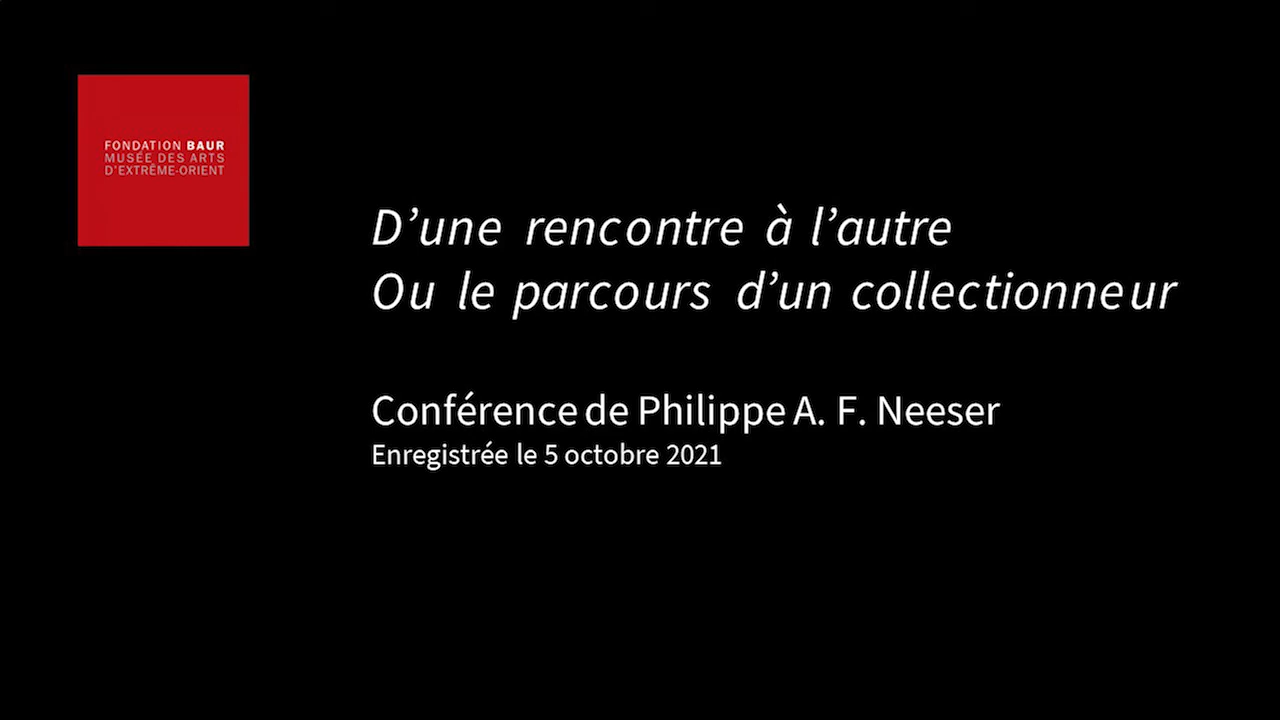 FONDATION BAUR
MUSÉE DES ARTS
D'EXTRÊME-ORIENT
D’une rencontre à l’autre
Ou le parcours d’un collectionneur
Conférence de Philippe A. F. Neeser
Enregistrée le 5 octobre 2021